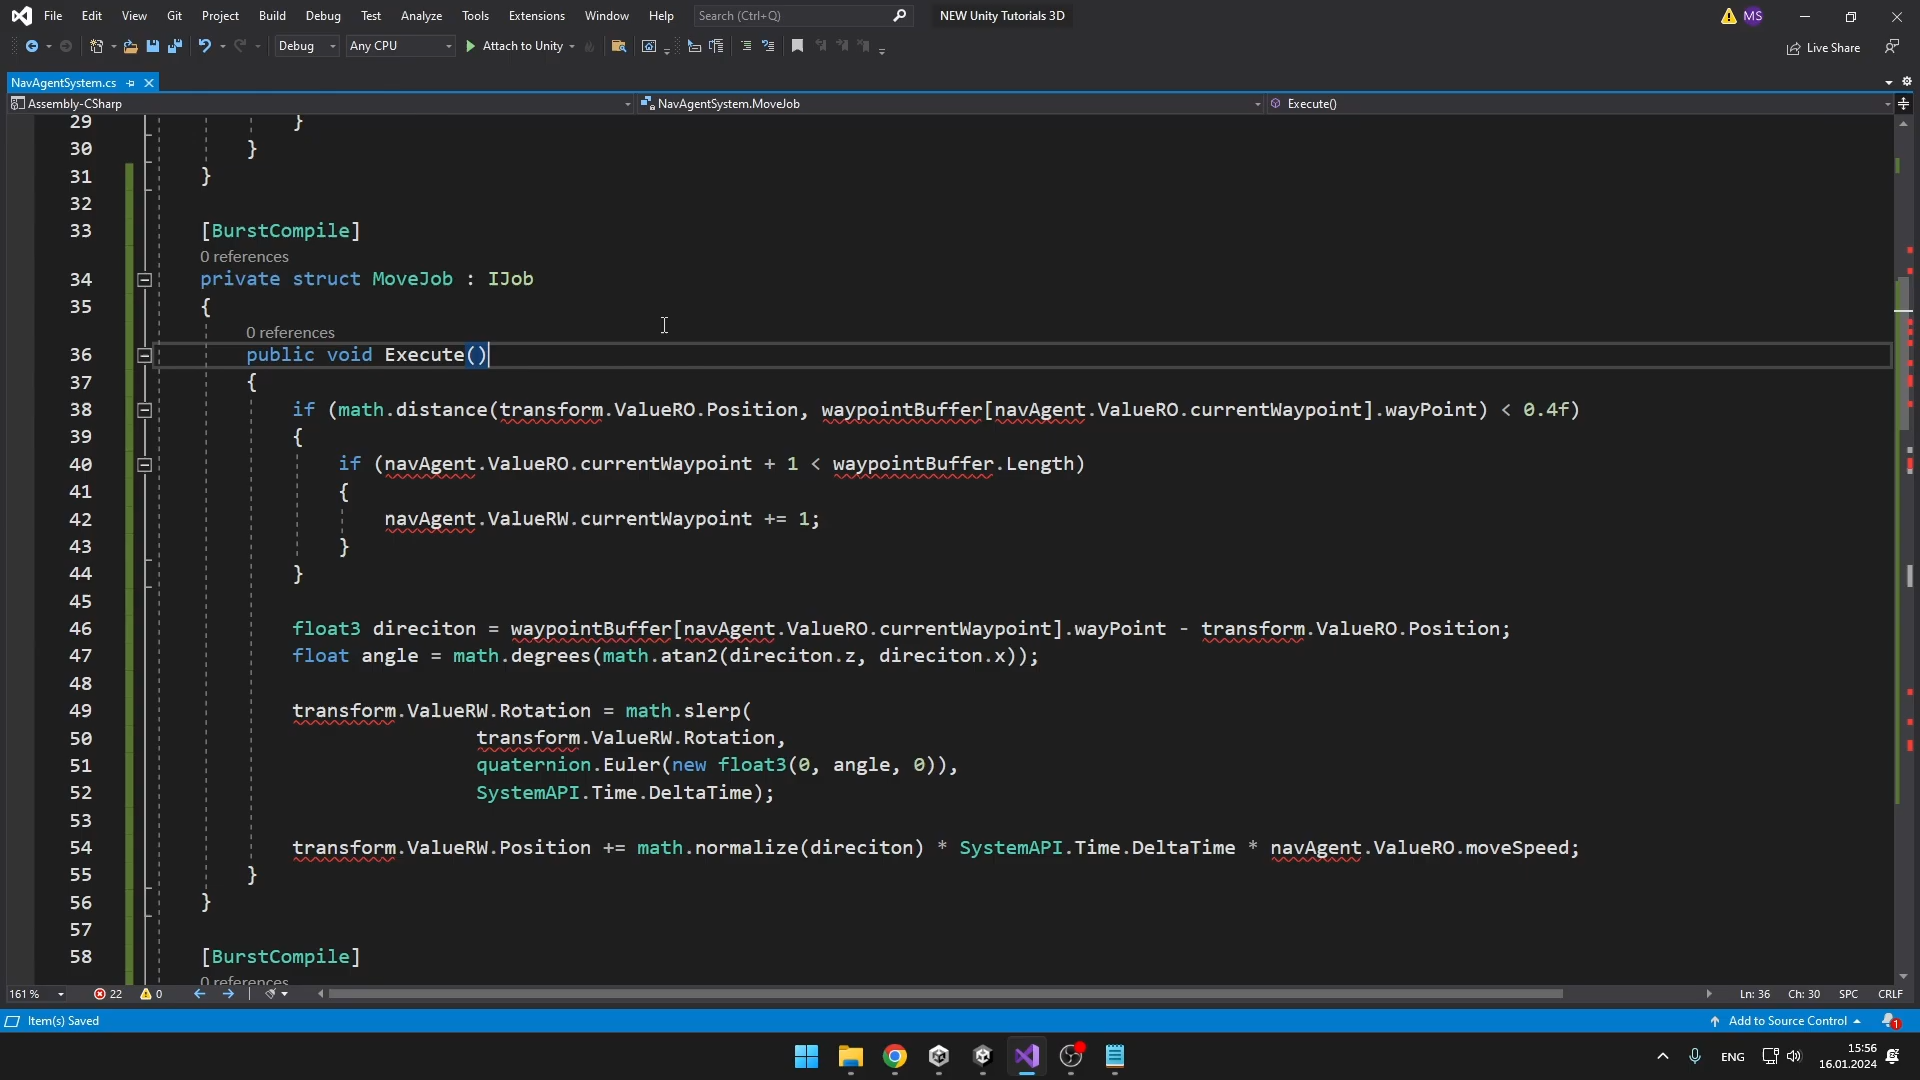 File Edit View Git Project Build Debug Test Analyze Tools Extensions Window Help Search (Ctrl+Q) NEW Unity Tutorials 3D MS
Debug Any CPU Attach to Unity Live Share
NavAgentSystem.cs
Assembly-CSharp NavAgentSystem.MoveJob Execute()
29 }
30 }
31 }
32
33 [BurstCompile]
0 references
34 private struct MoveJob : IJob
35 {
0 references
36 public void Execute()
37 {
38 if (math.distance(transform.ValueRO.Position, waypointBuffer[navAgent.ValueRO.currentWaypoint].wayPoint) < 0.4f)
39 {
40 if (navAgent.ValueRO.currentWaypoint + 1 < waypointBuffer.Length)
41 {
42 navAgent.ValueRW.currentWaypoint += 1;
43 }
44 }
45
46 float3 direciton = waypointBuffer[navAgent.ValueRO.currentWaypoint].wayPoint - transform.ValueRO.Position;
47 float angle = math.degrees(math.atan2(direciton.z, direciton.x));
48
49 transform.ValueRW.Rotation = math.slerp(
50 transform.ValueRW.Rotation,
51 quaternion.Euler(new float3(0, angle, 0)),
52 SystemAPI.Time.DeltaTime);
53
54 transform.ValueRW.Position += math.normalize(direciton) * SystemAPI.Time.DeltaTime * navAgent.ValueRO.moveSpeed;
55 }
56 }
57
58 [BurstCompile]
0 references
161 % 22 0 Ln: 36 Ch: 30 SPC CRLF
Item(s) Saved Add to Source Control 1
ENG 15:56
16.01.2024